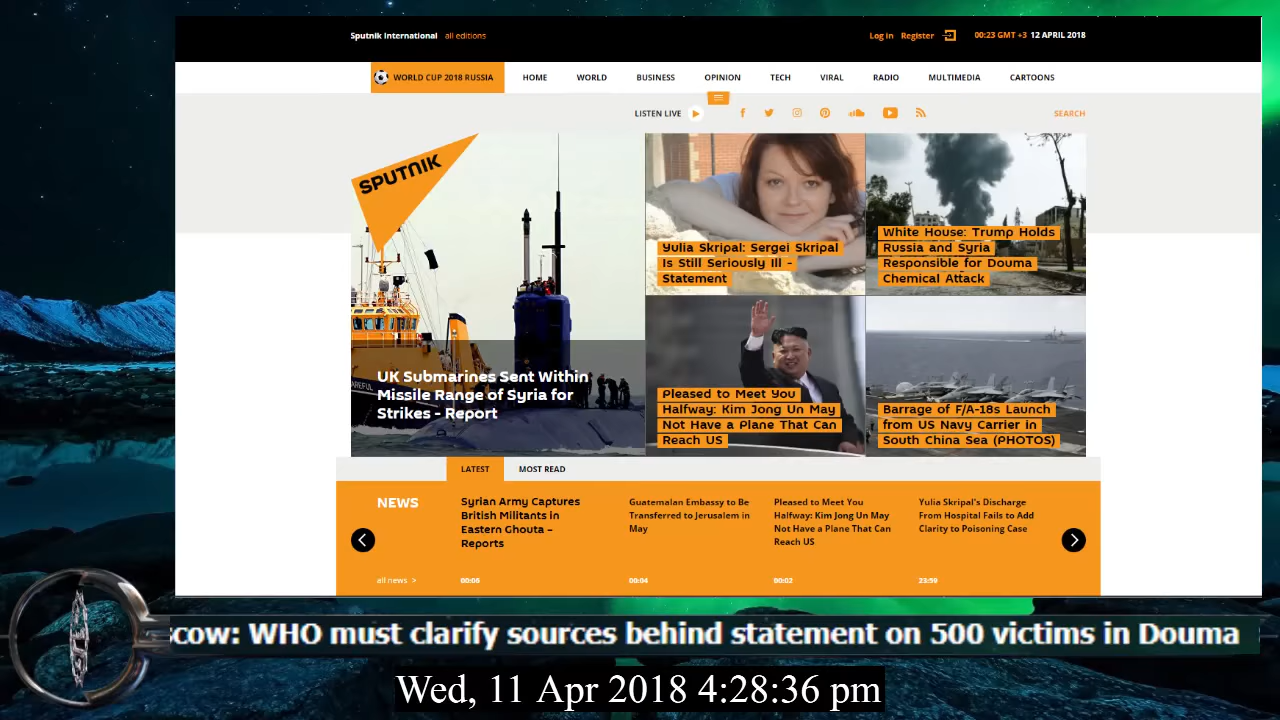 Sputnik International all editions
Log in Register 00:23 GMT +3 12 APRIL 2018
WORLD CUP 2018 RUSSIA HOME WORLD BUSINESS OPINION TECH VIRAL RADIO MULTIMEDIA CARTOONS
LISTEN LIVE SEARCH
SPUTNIK
UK Submarines Sent Within
Missile Range of Syria for
Strikes - Report
Yulia Skripal: Sergei Skripal
Is Still Seriously Ill -
Statement
White House: Trump Holds
Russia and Syria
Responsible for Douma
Chemical Attack
Pleased to Meet You
Halfway: Kim Jong Un May
Not Have a Plane That Can
Reach US
Barrage of F/A-18s Launch
from US Navy Carrier in
South China Sea (PHOTOS)
LATEST MOST READ
NEWS
Syrian Army Captures
British Militants in
Eastern Ghouta -
Reports
Guatemalan Embassy to Be
Transferred to Jerusalem in
May
Pleased to Meet You
Halfway: Kim Jong Un May
Not Have a Plane That Can
Reach US
Yulia Skripal's Discharge
From Hospital Fails to Add
Clarity to Poisoning Case
all news > 00:06 00:04 00:02 23:59
scow: WHO must clarify sources behind statement on 500 victims in Douma
Wed, 11 Apr 2018 4:28:36 pm